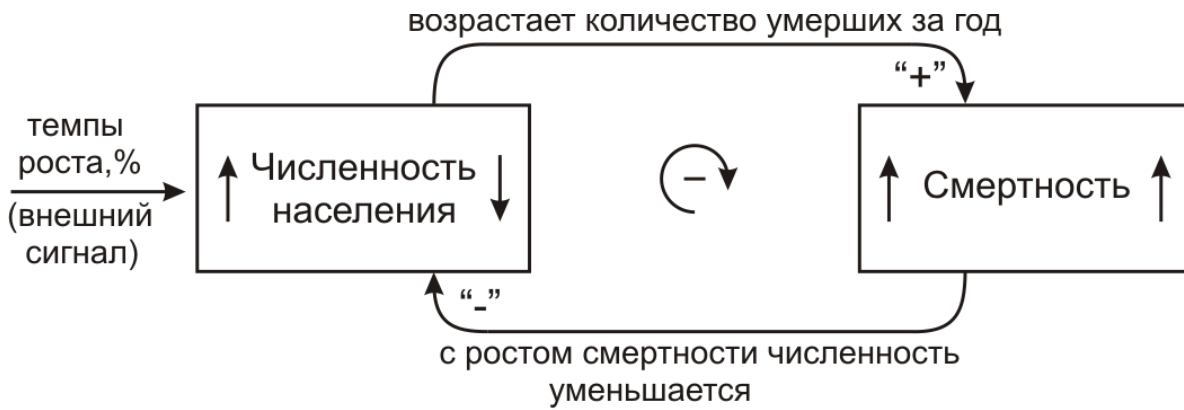 возрастает количество умерших за год
“+”
темпы
роста,%
(внешний
сигнал)
Численность
населения
–
Смертность
“-”
с ростом смертности численность
уменьшается